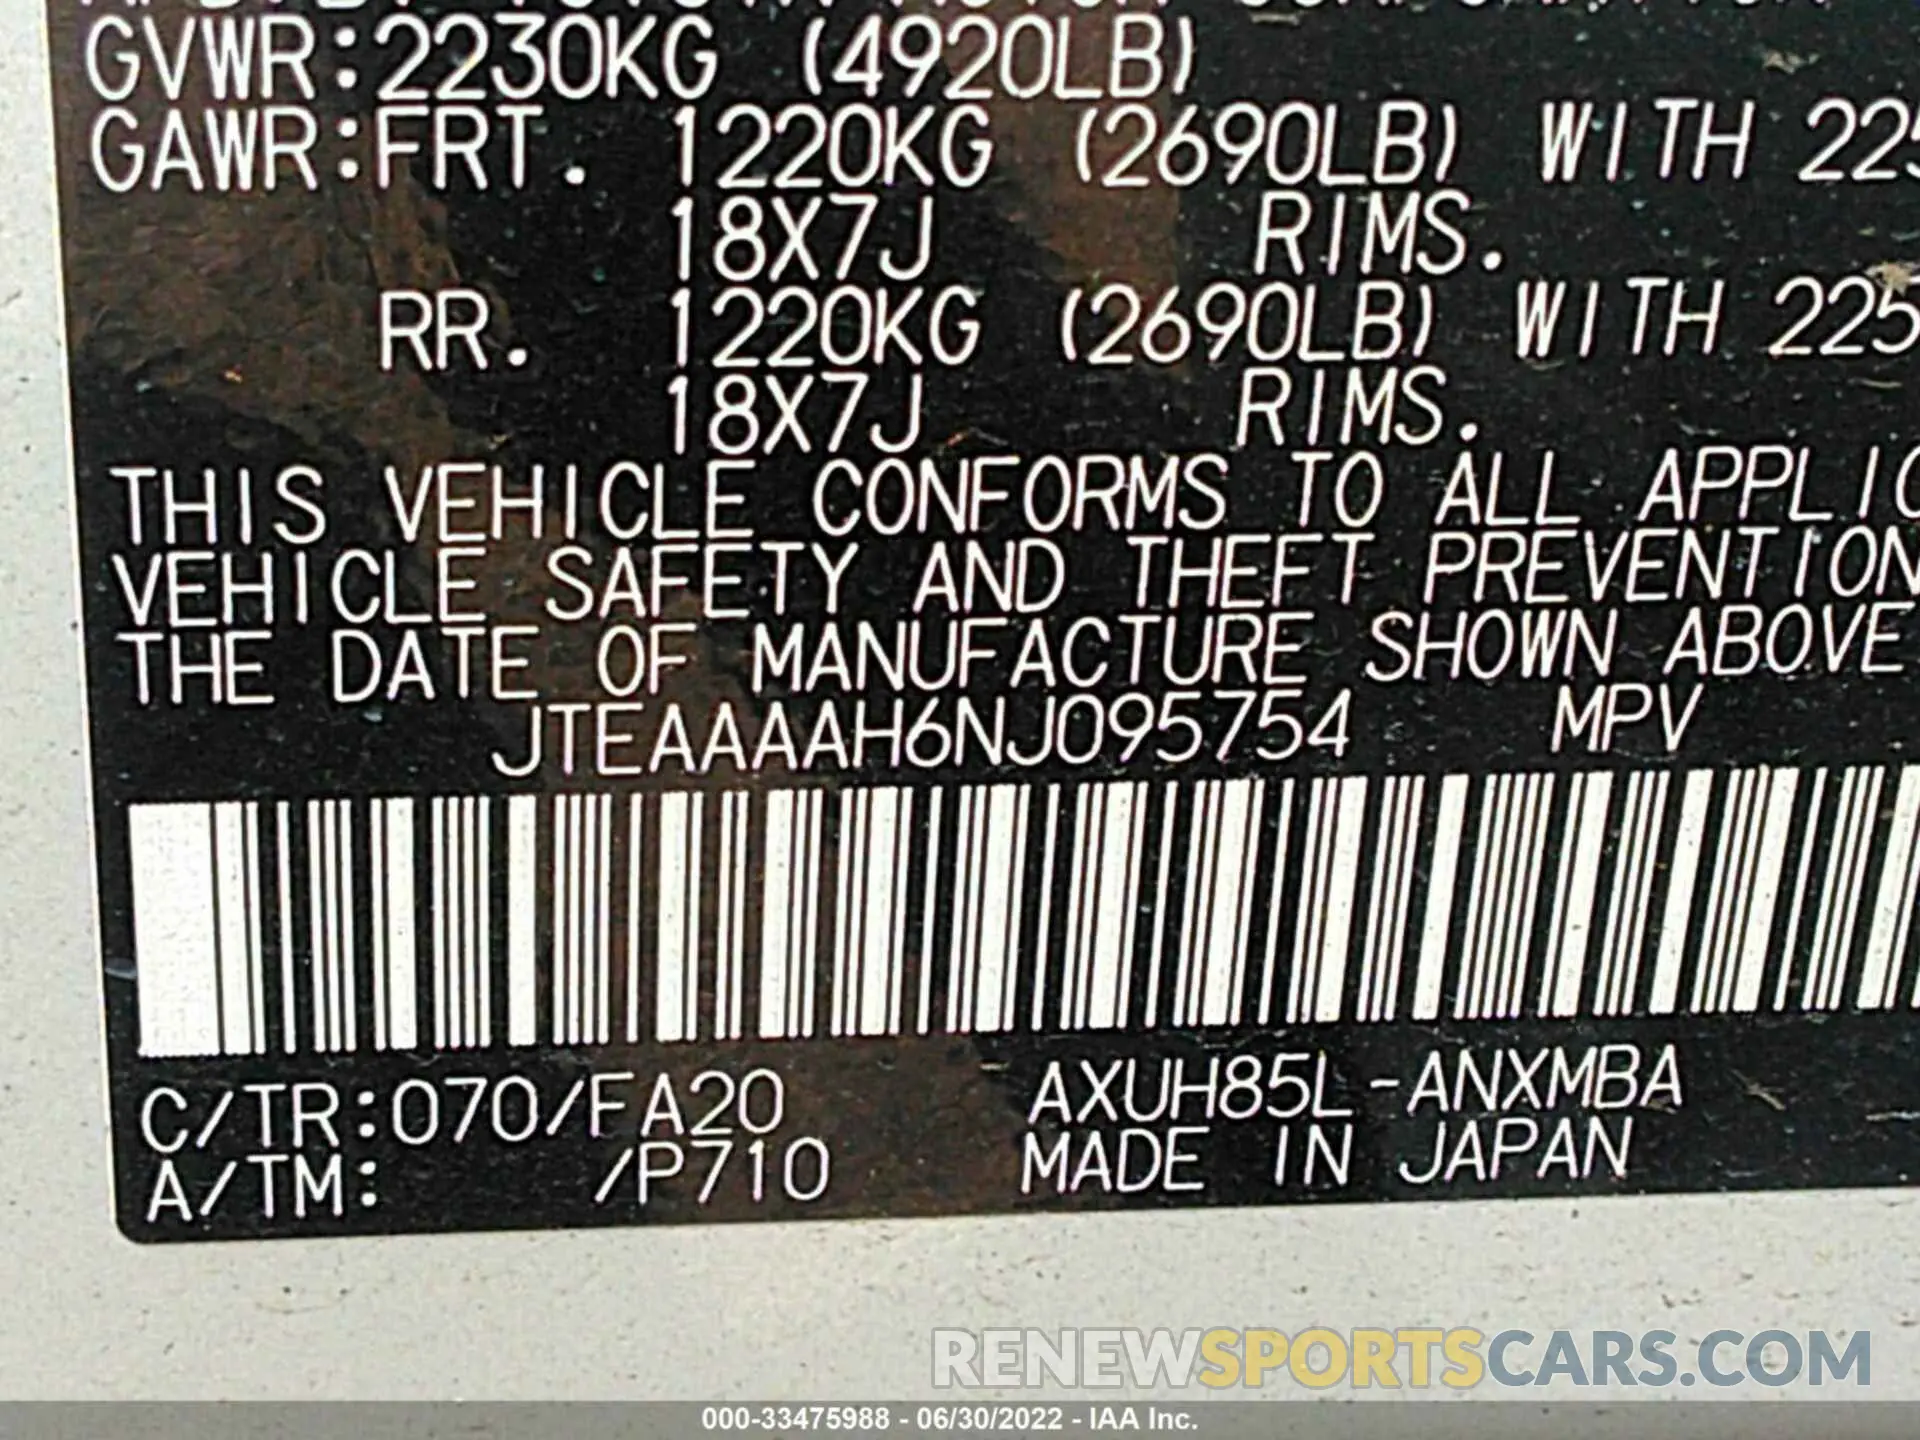 GVWR:2230KG (4920LB)
GAWR:FRT. 1220KG (2690LB) WITH 225
18X7J RIMS.
RR. 1220KG (2690LB) WITH 225
18X7J RIMS.
THIS VEHICLE CONFORMS TO ALL APPLIC
VEHICLE SAFETY AND THEFT PREVENTION
THE DATE OF MANUFACTURE SHOWN ABOVE
JTEAAAAH6NJ095754 MPV
C/TR:070/FA20 AXUH85L-ANXMBA
A/TM: /P710 MADE IN JAPAN
RENEWSPORTSCARS.COM
000-33475988 - 06/30/2022 - IAA Inc.